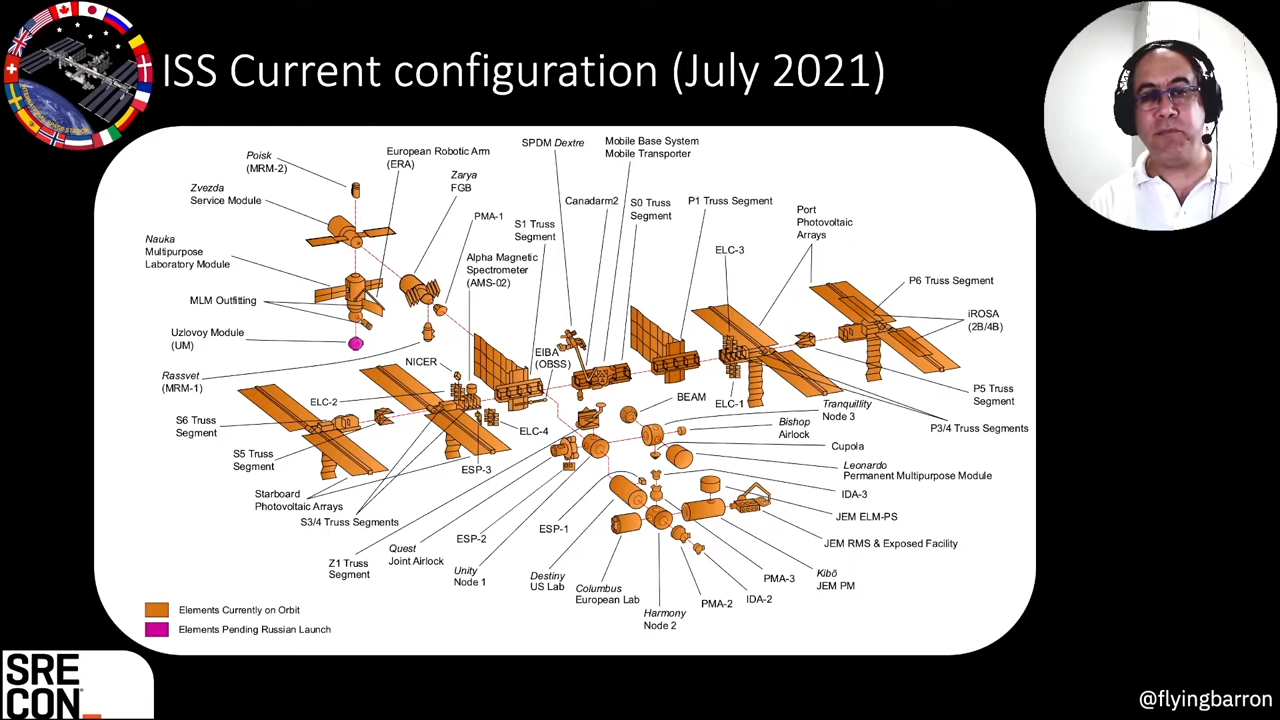 ISS Current configuration (July 2021)
INTERNATIONAL SPACE STATION
Poisk
(MRM-2)
European Robotic Arm
(ERA)
SPDM Dextre
Mobile Base System
Mobile Transporter
Zvezda
Service Module
Zarya
FGB
Canadarm2
S0 Truss
Segment
P1 Truss Segment
Port
Photovoltaic
Arrays
PMA-1
S1 Truss
Segment
Nauka
Multipurpose
Laboratory Module
Alpha Magnetic
Spectrometer
(AMS-02)
ELC-3
P6 Truss Segment
MLM Outfitting
iROSA
(2B/4B)
Uzlovoy Module
(UM)
Rassvet
(MRM-1)
NICER
EIBA
(OBSS)
P5 Truss
Segment
ELC-2
BEAM
ELC-1
Tranquillity
Node 3
S6 Truss
Segment
ELC-4
Bishop
Airlock
P3/4 Truss Segments
Cupola
S5 Truss
Segment
ESP-3
Leonardo
Permanent Multipurpose Module
Starboard
Photovoltaic Arrays
IDA-3
S3/4 Truss Segments
JEM ELM-PS
ESP-2
ESP-1
JEM RMS & Exposed Facility
Z1 Truss
Segment
Quest
Joint Airlock
Unity
Node 1
Destiny
US Lab
Columbus
European Lab
Harmony
Node 2
PMA-2
IDA-2
PMA-3
Kibō
JEM PM
Elements Currently on Orbit
Elements Pending Russian Launch
SRE
CON
@flyingbarron